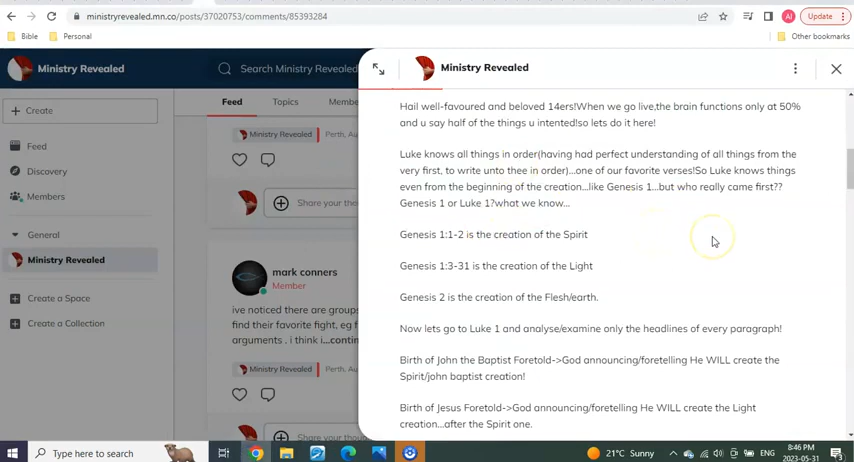 ministryrevealed.mn.co/posts/37020753/comments/85393284
AI
Update
Bible
Personal
Other bookmarks
Ministry Revealed
Search Ministry Revealed
Create
Feed
Discovery
Members
General
Ministry Revealed
Create a Space
Create a Collection
Feed
Topics
Membe
Ministry Revealed
Perth, Au
Share your thou
mark conners
Member
ive noticed there are groups
find their favorite fight, eg f
arguments . i think i...contin
Ministry Revealed
Perth, Au
Share your thou
Ministry Revealed
Hail well-favoured and beloved 14ers!When we go live,the brain functions only at 50%
and u say half of the things u intented!so lets do it here!
Luke knows all things in order(having had perfect understanding of all things from the
very first, to write unto thee in order)...one of our favorite verses!So Luke knows things
even from the beginning of the creation...like Genesis 1...but who really came first??
Genesis 1 or Luke 1?what we know...
Genesis 1:1-2 is the creation of the Spirit
Genesis 1:3-31 is the creation of the Light
Genesis 2 is the creation of the Flesh/earth.
Now lets go to Luke 1 and analyse/examine only the headlines of every paragraph!
Birth of John the Baptist Foretold->God announcing/foretelling He WILL create the
Spirit/john baptist creation!
Birth of Jesus Foretold->God announcing/foretelling He WILL create the Light
creation...after the Spirit one.
Type here to search
21°C Sunny
ENG
8:46 PM
2023-05-31